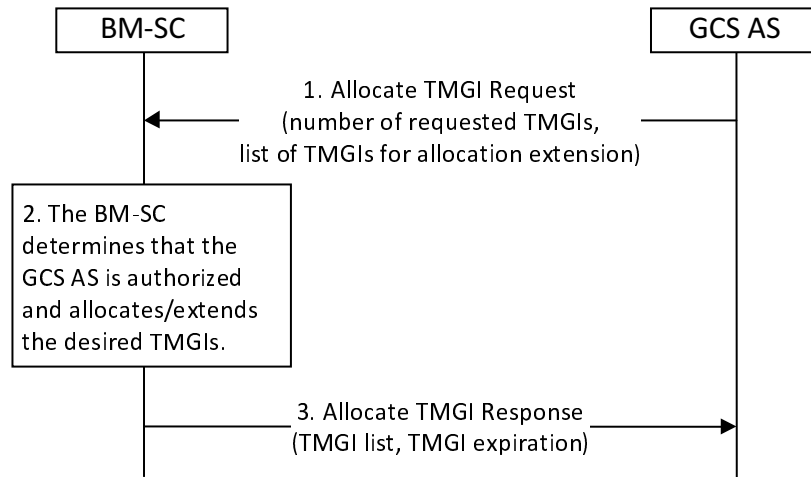 BM-SC
GCS AS
1. Allocate TMGI Request
(number of requested TMGIs,
list of TMGIs for allocation extension)
2. The BM-SC
determines that the
GCS AS is authorized
and allocates/extends
the desired TMGIs.
3. Allocate TMGI Response
(TMGI list, TMGI expiration)